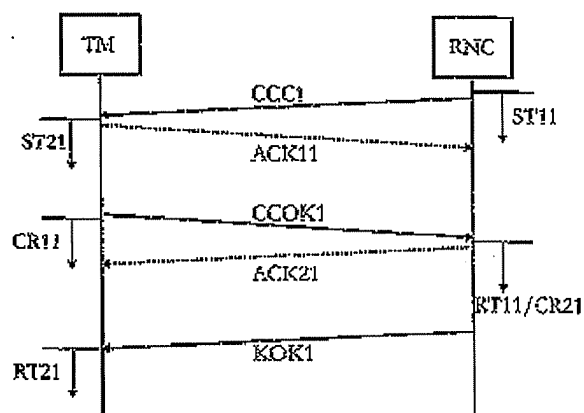 TM
RNC
CCC1
ST11
ST21
ACK11
CCOK1
CR11
ACK21
RT11/CR21
KOK1
RT21